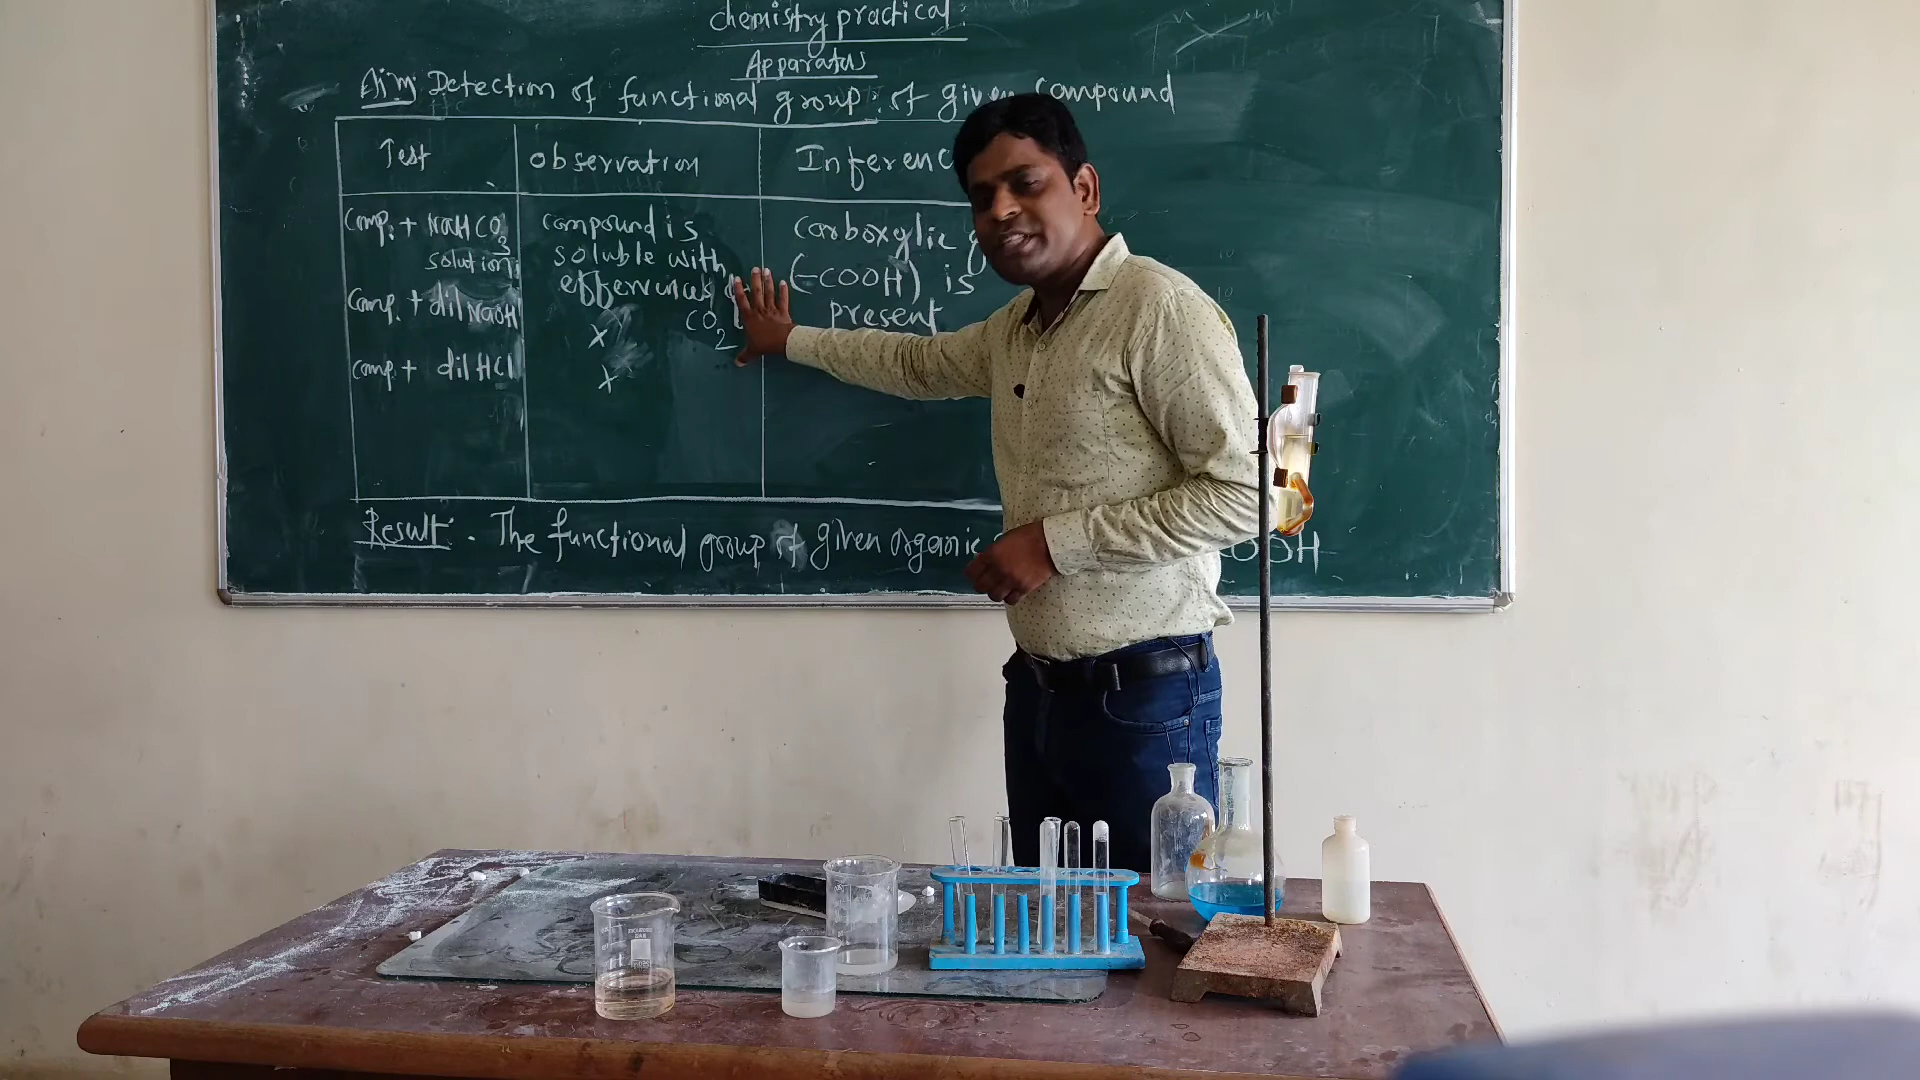 chemistry practical.
Apparatus
Aim: Detection of functional group: of given compound
Test
observation
Inferenc
comp. + NaHCO3
solution
comp. + dil NaOH
comp. + dil HCl
compound is
soluble with
CO2
x
x
carboxylic g
(-COOH) is
present
Result: - The functional group of given organic
COOH